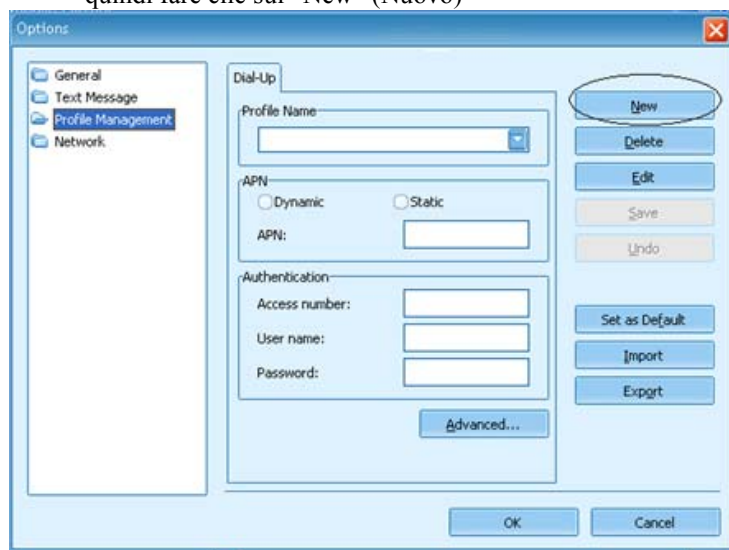 quindi fare clic sul "New" (Nuovo)
Options
General
Text Message
Profile Management
Network
Dial-Up
Profile Name
APN
Dynamic
Static
APN:
Authentication
Access number:
User name:
Password:
Advanced...
New
Delete
Edit
Save
Undo
Set as Default
Import
Export
OK
Cancel